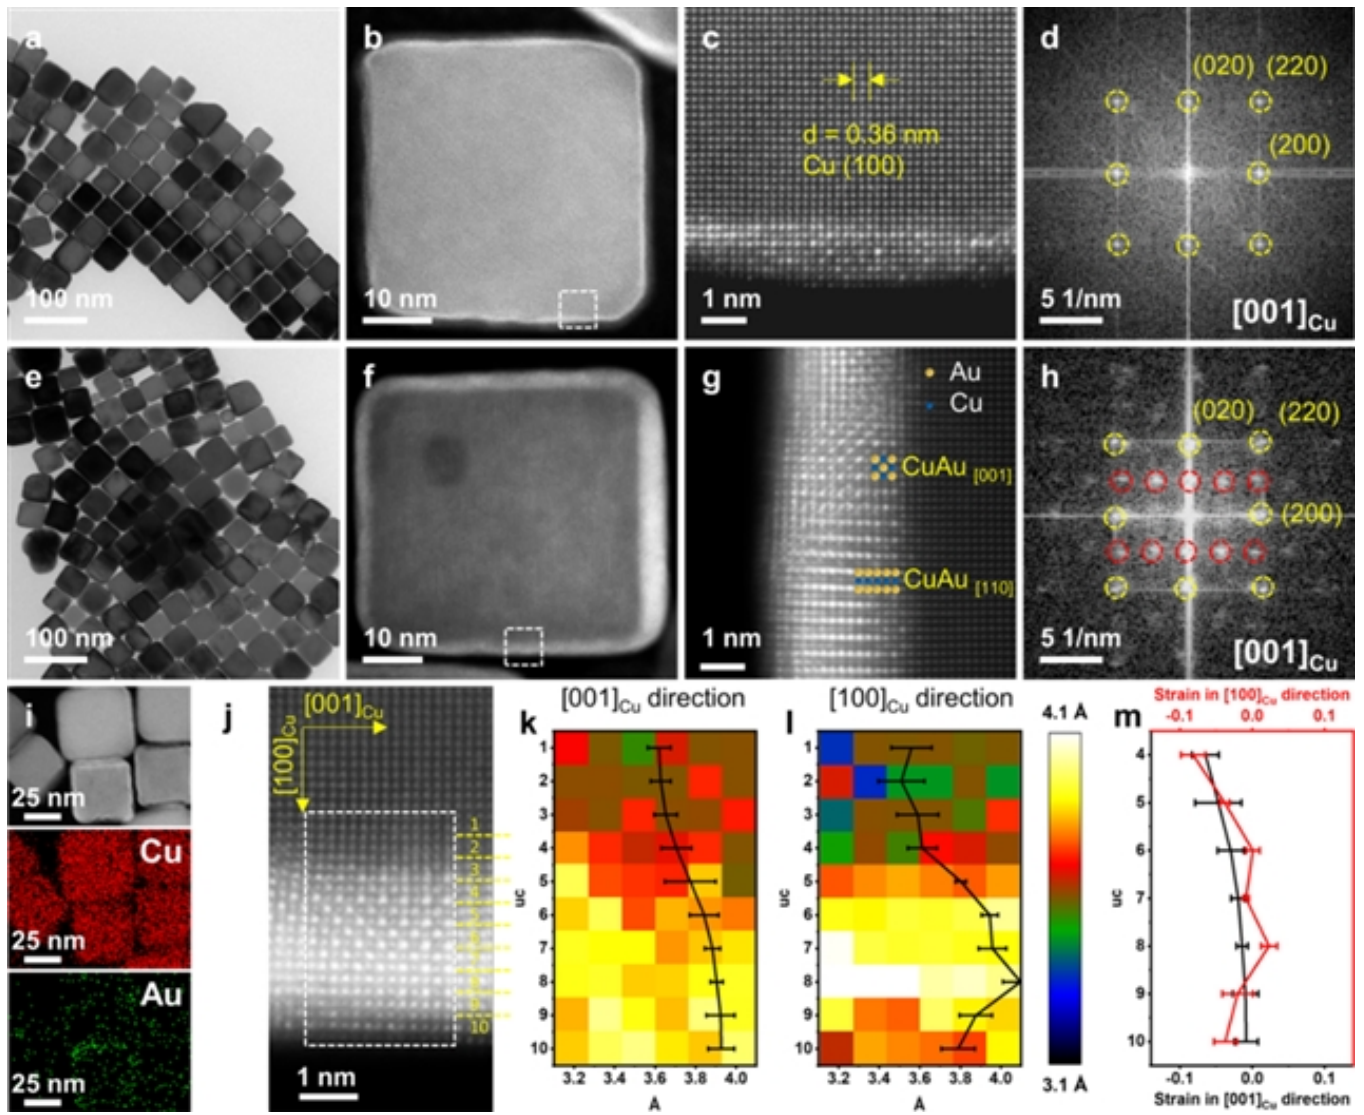 a
100 nm
b
10 nm
c
d = 0.36 nm
Cu (100)
1 nm
d
(020) (220)
(200)
5 1/nm
[001]Cu
e
100 nm
f
10 nm
g
Au
Cu
CuAu [001]
CuAu [110]
1 nm
h
(020) (220)
(200)
5 1/nm
[001]Cu
i
25 nm
Cu
25 nm
Au
25 nm
j
[001]Cu
[100]Cu
1
2
3
4
5
6
7
8
9
10
1 nm
k
[001]Cu direction
uc
1
2
3
4
5
6
7
8
9
10
3.2 3.4 3.6 3.8 4.0
Å
l
[100]Cu direction
uc
1
2
3
4
5
6
7
8
9
10
3.2 3.4 3.6 3.8 4.0
Å
4.1 Å
3.1 Å
m
Strain in [100]Cu direction
-0.1 0.0 0.1
uc
4
5
6
7
8
9
10
-0.1 0.0 0.1
Strain in [001]Cu direction